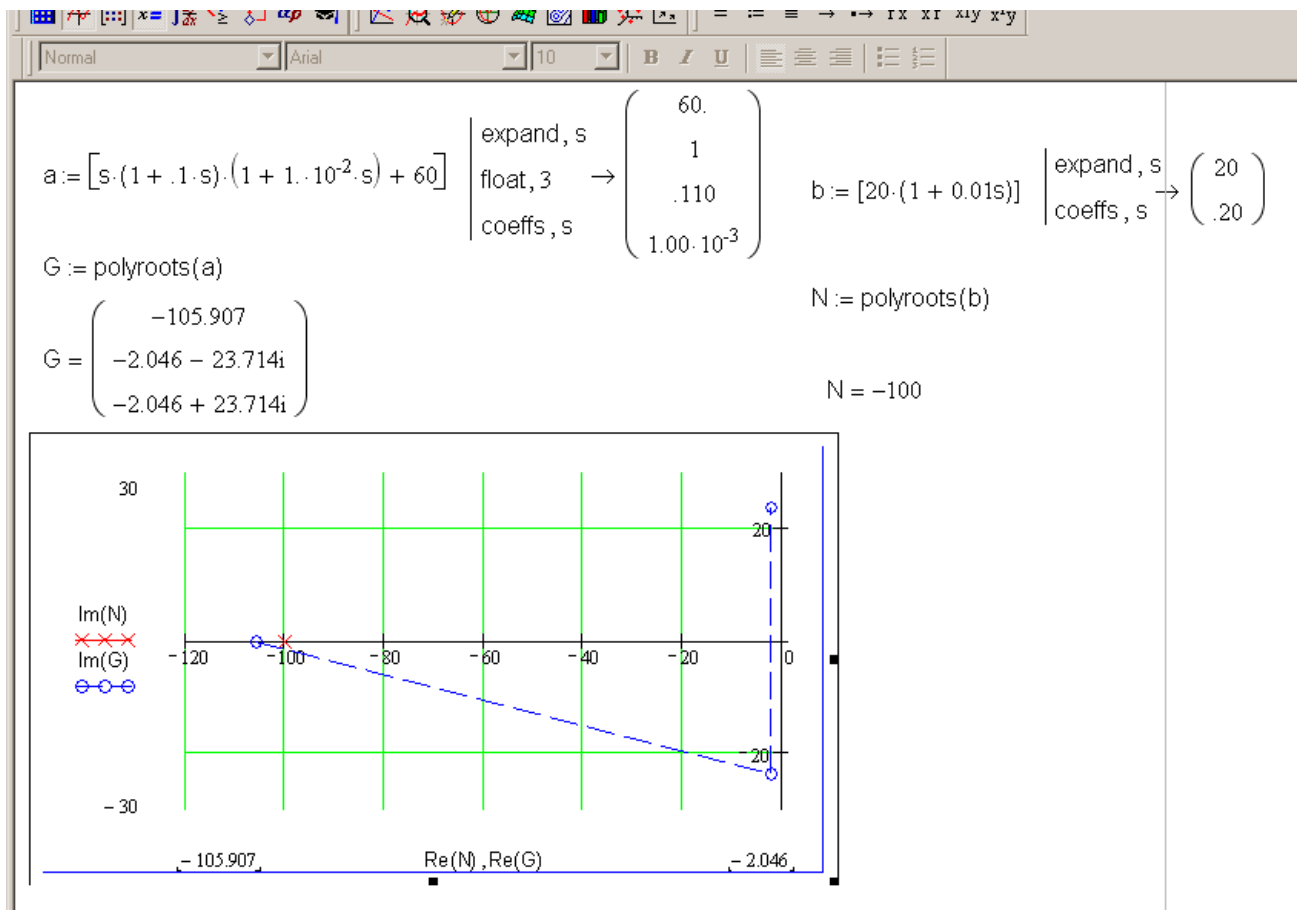 Normal Arial 10 B I U
a := [s·(1 + .1·s)·(1 + 1.·10⁻²·s) + 60]
expand , s
float , 3 →
coeffs , s
60.
1
.110
1.00·10⁻³
b := [20·(1 + 0.01s)]
expand , s
coeffs , s →
20
.20
G := polyroots(a)
N := polyroots(b)
G =
−105.907
−2.046 − 23.714i
−2.046 + 23.714i
N = −100
30
20
Im(N)
Im(G)
−120 −100 −80 −60 −40 −20 0
−20
−30
−105.907 Re(N) , Re(G) −2.046